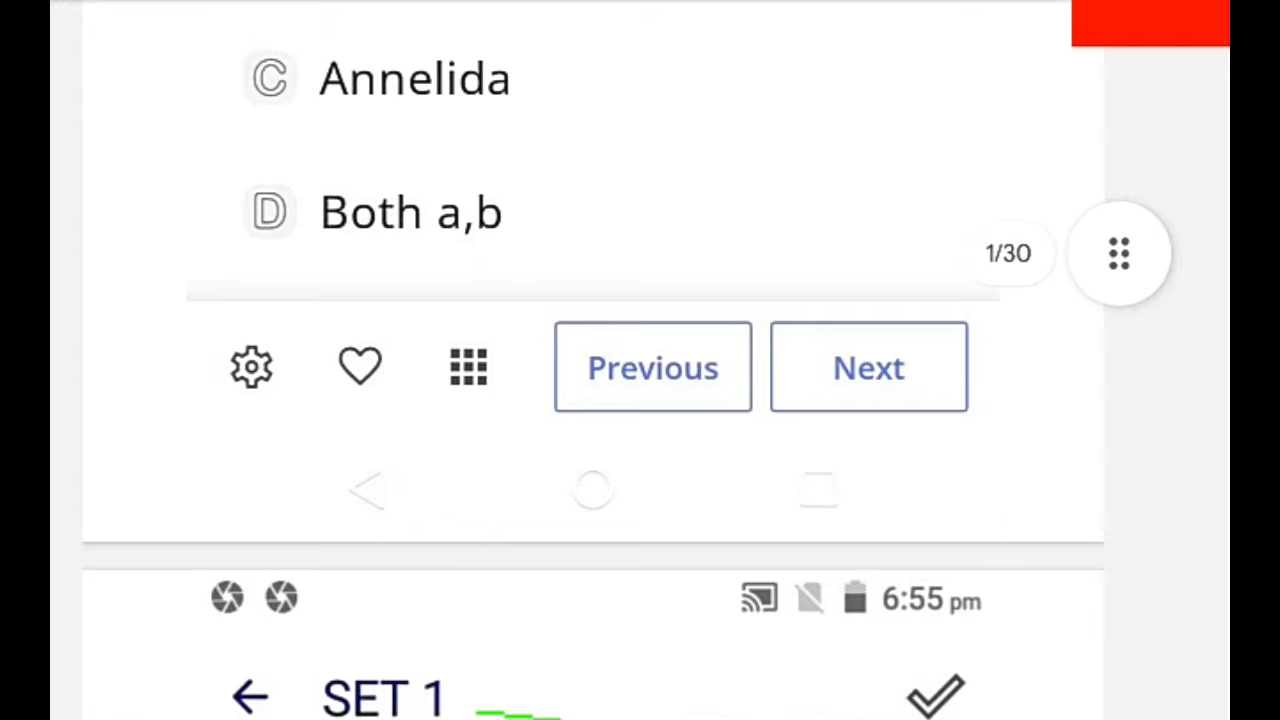 C Annelida
D Both a,b
1/30
Previous Next
6:55 pm
SET 1